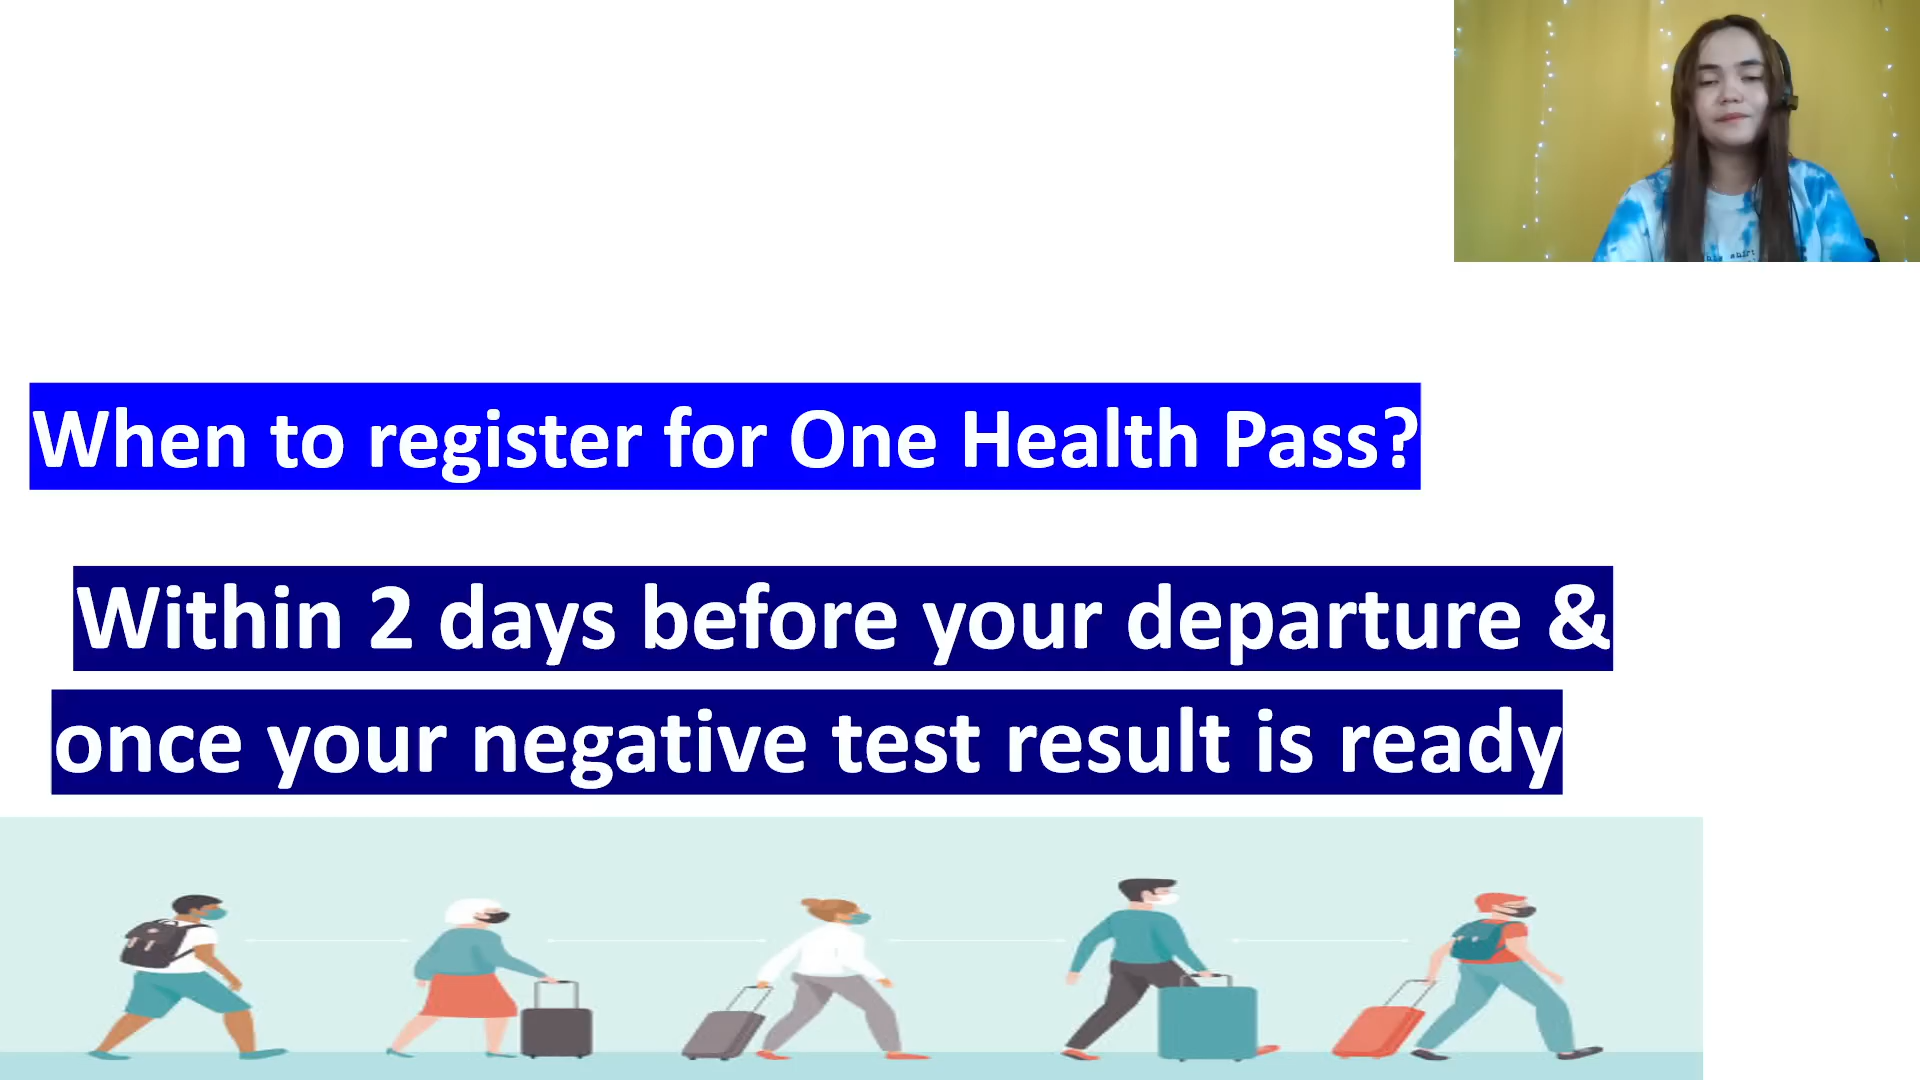 When to register for One Health Pass?
Within 2 days before your departure &
once your negative test result is ready